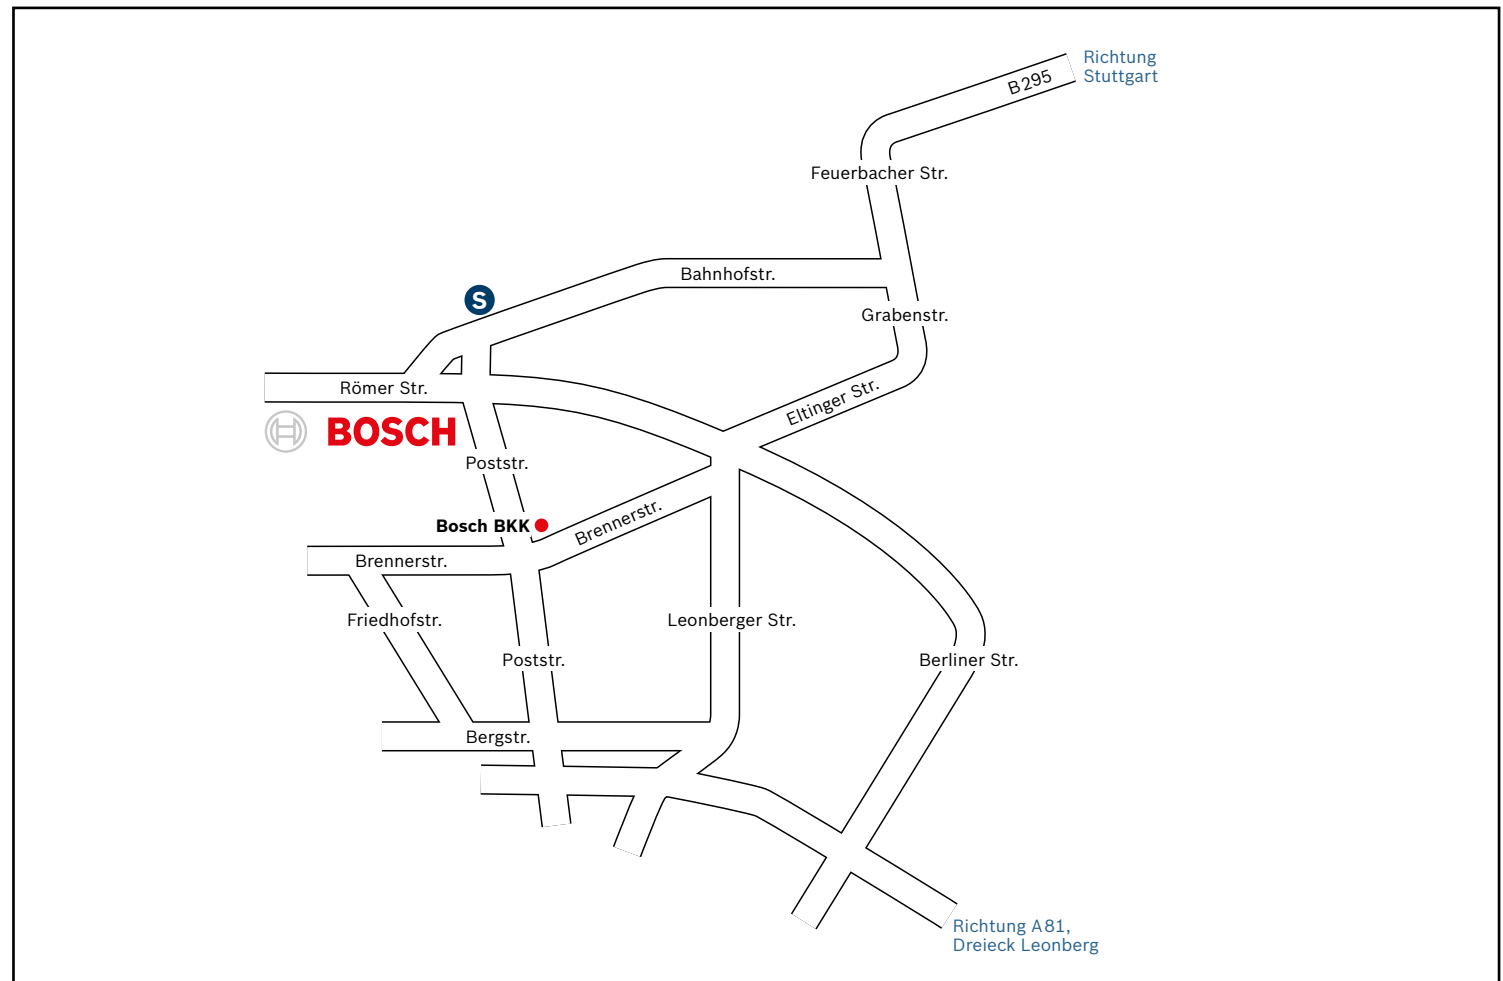 Richtung
Stuttgart
B295
Feuerbacher Str.
Bahnhofstr.
S
Grabenstr.
Römer Str.
Eltinger Str.
BOSCH
Poststr.
Bosch BKK
Brennerstr.
Brennerstr.
Friedhofstr.
Leonberger Str.
Poststr.
Berliner Str.
Bergstr.
Richtung A81,
Dreieck Leonberg